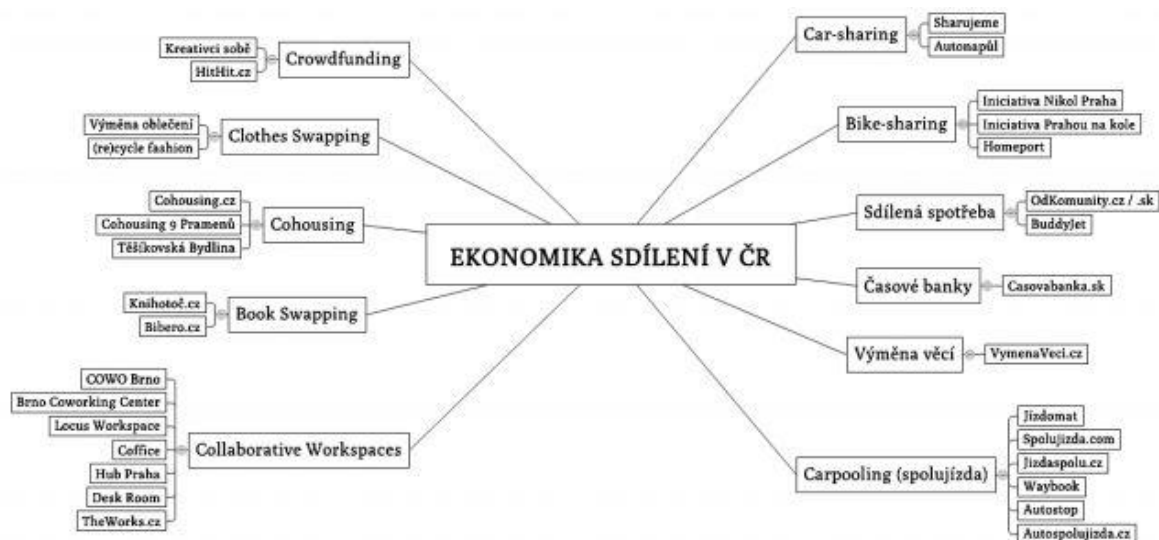 EKONOMIKA SDÍLENÍ V ČR
Crowdfunding
Kreativci sobě
HitHit.cz
Clothes Swapping
Výměna oblečení
(re)cycle fashion
Cohousing
Cohousing.cz
Cohousing 9 Pramenů
Těšíkovská Bydlina
Book Swapping
Knihotoč.cz
Bibero.cz
Collaborative Workspaces
COWO Brno
Brno Coworking Center
Locus Workspace
Coffice
Hub Praha
Desk Room
TheWorks.cz
Car-sharing
Sharujeme
Autonapůl
Bike-sharing
Iniciativa Nikol Praha
Iniciativa Prahou na kole
Homeport
Sdílená spotřeba
OdKomunity.cz / .sk
BuddyJet
Časové banky
Casovabanka.sk
Výměna věcí
VymenaVeci.cz
Carpooling (spolujízda)
Jízdomat
Spolujizda.com
Jizdaspolu.cz
Waybook
Autostop
Autospolujizda.cz